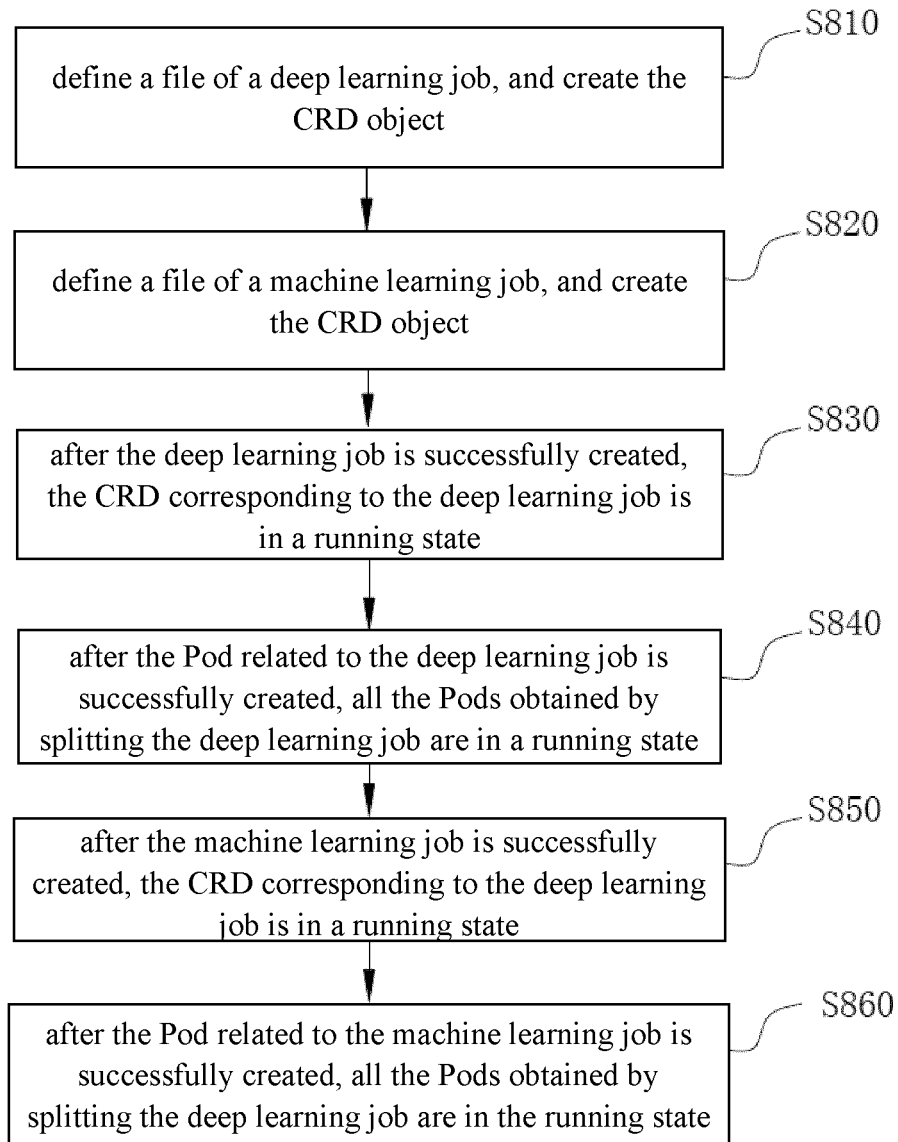 S810
define a file of a deep learning job, and create the
CRD object
S820
define a file of a machine learning job, and create
the CRD object
S830
after the deep learning job is successfully created,
the CRD corresponding to the deep learning job is
in a running state
S840
after the Pod related to the deep learning job is
successfully created, all the Pods obtained by
splitting the deep learning job are in a running state
S850
after the machine learning job is successfully
created, the CRD corresponding to the deep learning
job is in a running state
S860
after the Pod related to the machine learning job is
successfully created, all the Pods obtained by
splitting the deep learning job are in the running state